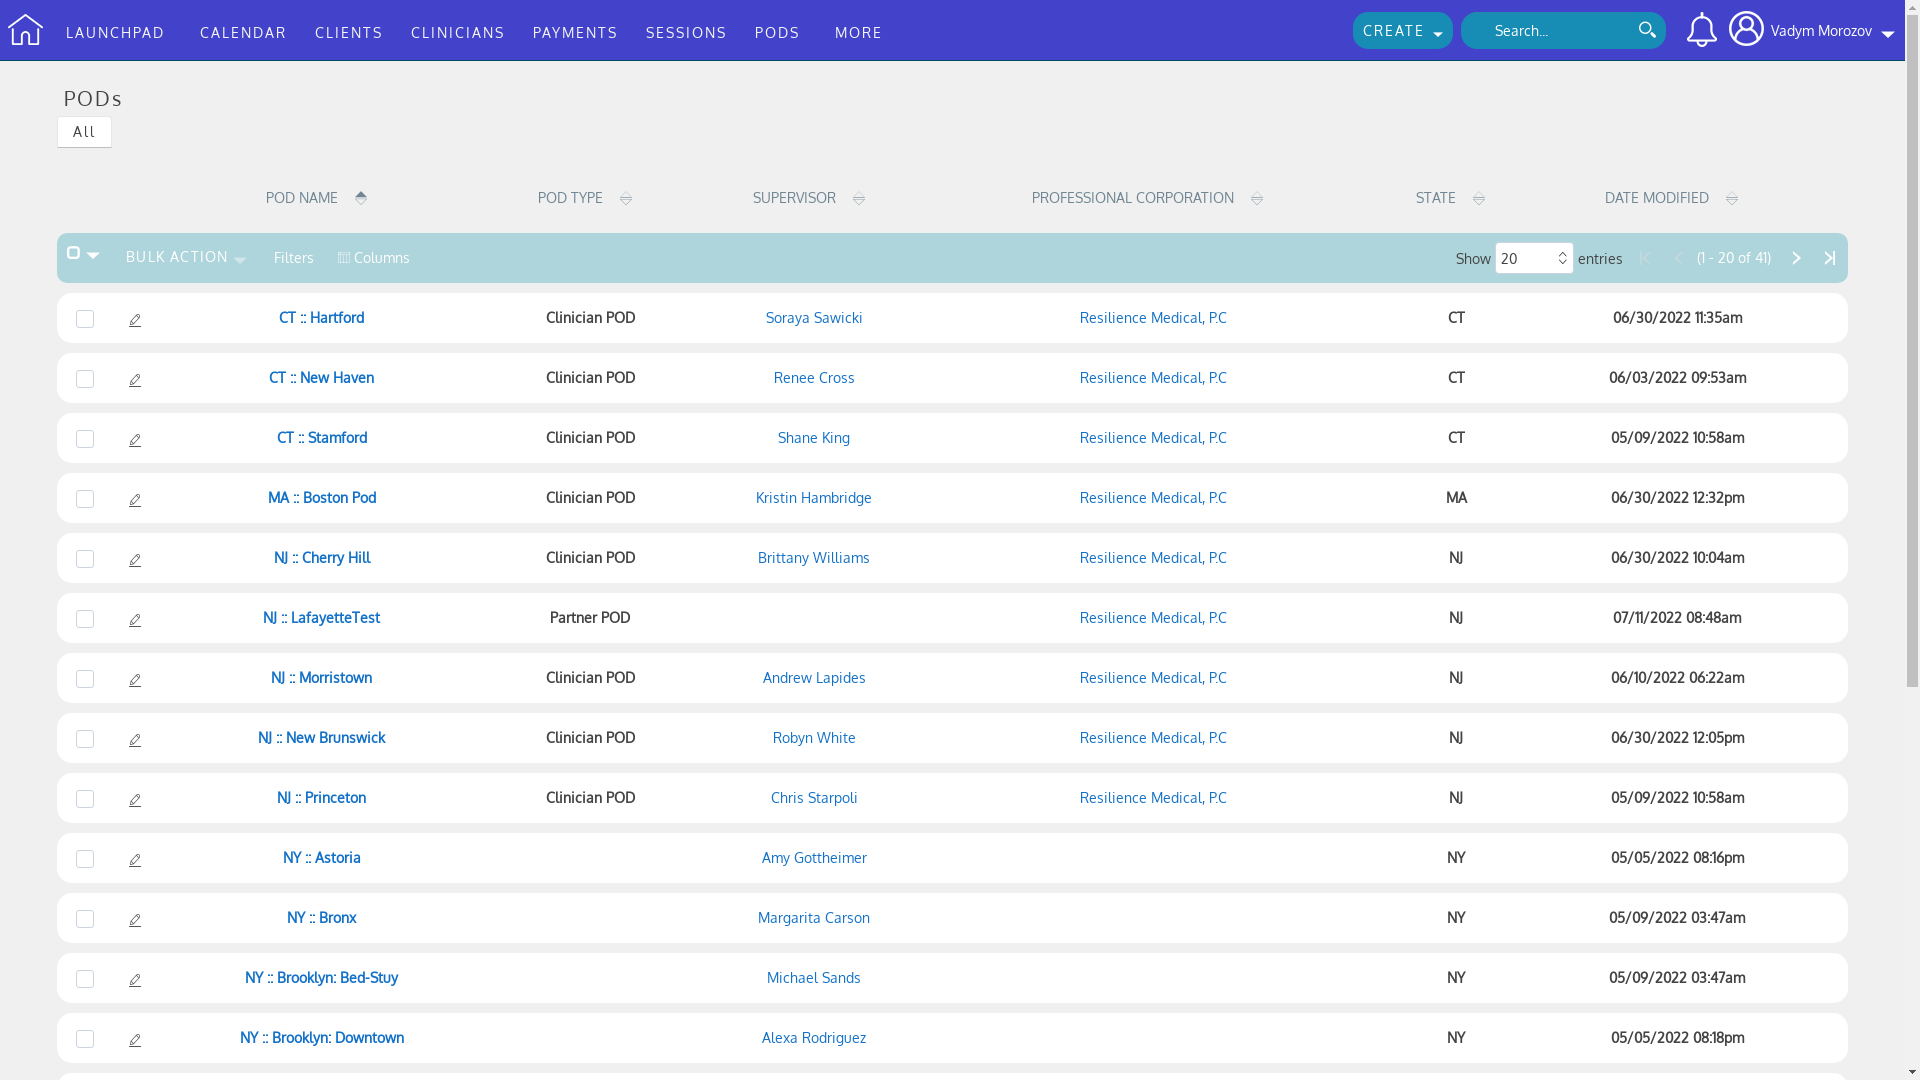 LAUNCHPAD CALENDAR CLIENTS CLINICIANS PAYMENTS SESSIONS PODS MORE CREATE Search... Vadym Morozov
PODs
All
POD NAME POD TYPE SUPERVISOR PROFESSIONAL CORPORATION STATE DATE MODIFIED
BULK ACTION Filters Columns Show 20 entries (1 - 20 of 41)
CT :: Hartford Clinician POD Soraya Sawicki Resilience Medical, P.C CT 06/30/2022 11:35am
CT :: New Haven Clinician POD Renee Cross Resilience Medical, P.C CT 06/03/2022 09:53am
CT :: Stamford Clinician POD Shane King Resilience Medical, P.C CT 05/09/2022 10:58am
MA :: Boston Pod Clinician POD Kristin Hambridge Resilience Medical, P.C MA 06/30/2022 12:32pm
NJ :: Cherry Hill Clinician POD Brittany Williams Resilience Medical, P.C NJ 06/30/2022 10:04am
NJ :: LafayetteTest Partner POD Resilience Medical, P.C NJ 07/11/2022 08:48am
NJ :: Morristown Clinician POD Andrew Lapides Resilience Medical, P.C NJ 06/10/2022 06:22am
NJ :: New Brunswick Clinician POD Robyn White Resilience Medical, P.C NJ 06/30/2022 12:05pm
NJ :: Princeton Clinician POD Chris Starpoli Resilience Medical, P.C NJ 05/09/2022 10:58am
NY :: Astoria Amy Gottheimer NY 05/05/2022 08:16pm
NY :: Bronx Margarita Carson NY 05/09/2022 03:47am
NY :: Brooklyn: Bed-Stuy Michael Sands NY 05/09/2022 03:47am
NY :: Brooklyn: Downtown Alexa Rodriguez NY 05/05/2022 08:18pm